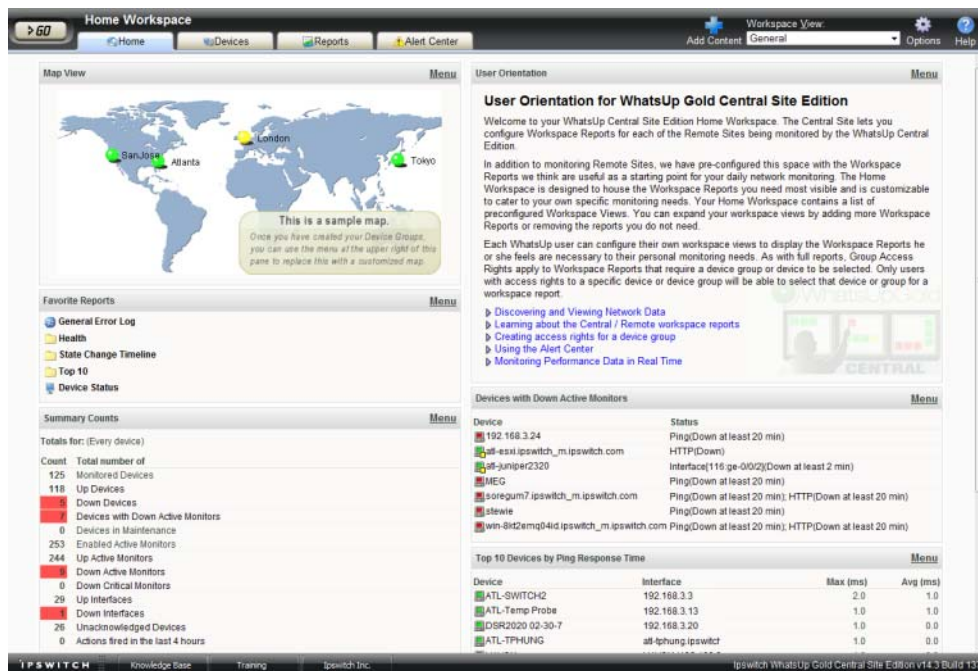 > GO
Home Workspace
Home
Devices
Reports
Alert Center
Add Content
Workspace View:
General
Options
Help
Map View
Menu
SanJose
Atlanta
London
Tokyo
This is a sample map.
Once you have created your Device Groups,
you can use the menu at the upper right of this
pane to replace this with a customized map.
Favorite Reports
Menu
General Error Log
Health
State Change Timeline
Top 10
Device Status
Summary Counts
Menu
Totals for: (Every device)
Count Total number of
125 Monitored Devices
118 Up Devices
5 Down Devices
7 Devices with Down Active Monitors
0 Devices in Maintenance
253 Enabled Active Monitors
244 Up Active Monitors
9 Down Active Monitors
0 Down Critical Monitors
29 Up Interfaces
1 Down Interfaces
26 Unacknowledged Devices
0 Actions fired in the last 4 hours
User Orientation
Menu
User Orientation for WhatsUp Gold Central Site Edition
Welcome to your WhatsUp Central Site Edition Home Workspace. The Central Site lets you
configure Workspace Reports for each of the Remote Sites being monitored by the WhatsUp Central
Edition.
In addition to monitoring Remote Sites, we have pre-configured this space with the Workspace
Reports we think are useful as a starting point for your daily network monitoring. The Home
Workspace is designed to house the Workspace Reports you need most visible and is customizable
to cater to your own specific monitoring needs. Your Home Workspace contains a list of
preconfigured Workspace Views. You can expand your workspace views by adding more Workspace
Reports or removing the reports you do not need.
Each WhatsUp user can configure their own workspace views to display the Workspace Reports he
or she feels are necessary to their personal monitoring needs. As with full reports, Group Access
Rights apply to Workspace Reports that require a device group or device to be selected. Only users
with access rights to a specific device or device group will be able to select that device or group for a
workspace report.
WhatsUpGold
CENTRAL
Discovering and Viewing Network Data
Learning about the Central / Remote workspace reports
Creating access rights for a device group
Using the Alert Center
Monitoring Performance Data in Real Time
Devices with Down Active Monitors
Menu
Device Status
192.168.3.24 Ping(Down at least 20 min)
atl-esxi.ipswitch_m.ipswitch.com HTTP(Down)
atl-juniper2320 Interface[116:ge-0/0/2](Down at least 2 min)
MEG Ping(Down at least 20 min)
soregum7.ipswitch_m.ipswitch.com Ping(Down at least 20 min); HTTP(Down at least 20 min)
stewie Ping(Down at least 20 min)
win-8kt2emq04id.ipswitch_m.ipswitch.com Ping(Down at least 20 min); HTTP(Down at least 20 min)
Top 10 Devices by Ping Response Time
Menu
Device Interface Max (ms) Avg (ms)
ATL-SWITCH2 192.168.3.3 2.0 1.0
ATL-Temp Probe 192.168.3.13 1.0 1.0
DSR2020 02-30-7 192.168.3.20 1.0 0.0
ATL-TPHUNG atl-tphung.ipswitcf 1.0 0.0
IPSWITCH
Knowledge Base
Training
Ipswitch Inc.
Ipswitch WhatsUp Gold Central Site Edition v14.3 Build 13